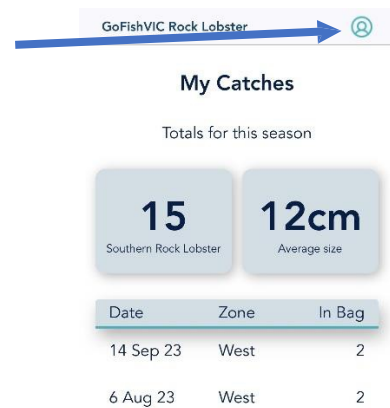 GoFishVIC Rock Lobster
My Catches
Totals for this season
15
Southern Rock Lobster
12cm
Average size
Date Zone In Bag
14 Sep 23 West 2
6 Aug 23 West 2